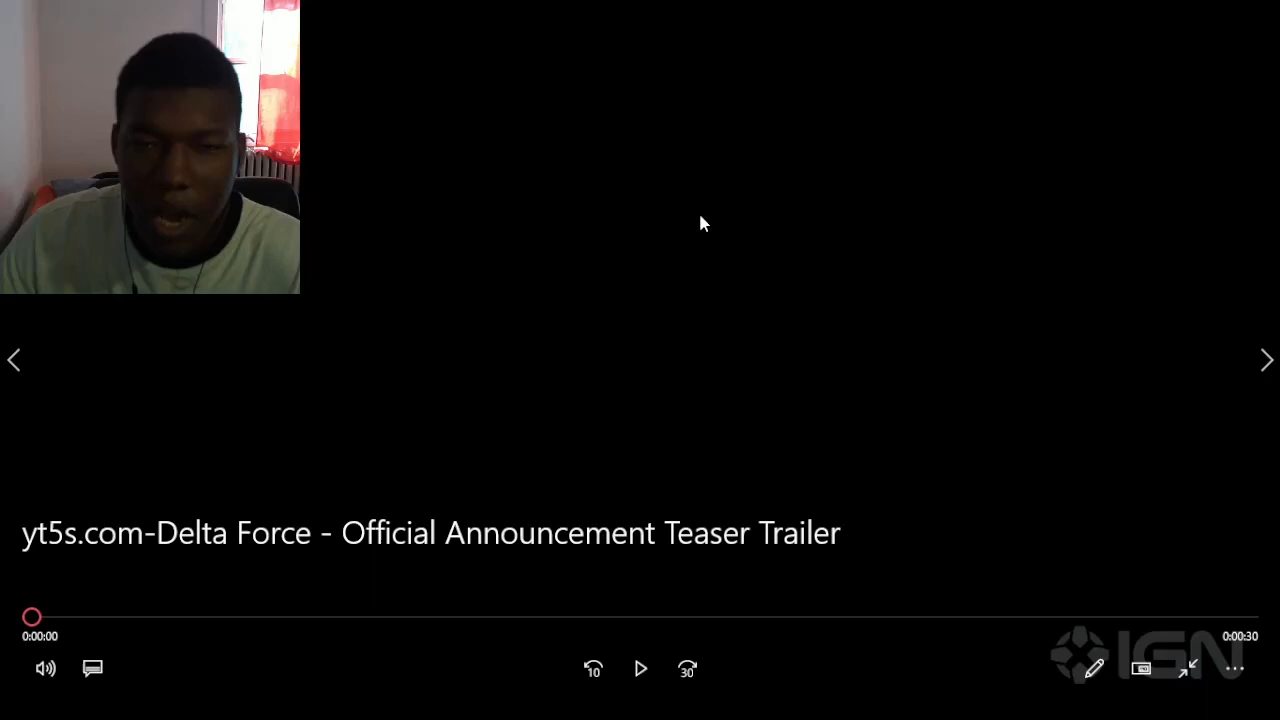 yt5s.com-Delta Force - Official Announcement Teaser Trailer
0:00:00
0:00:30
IGN
10
30